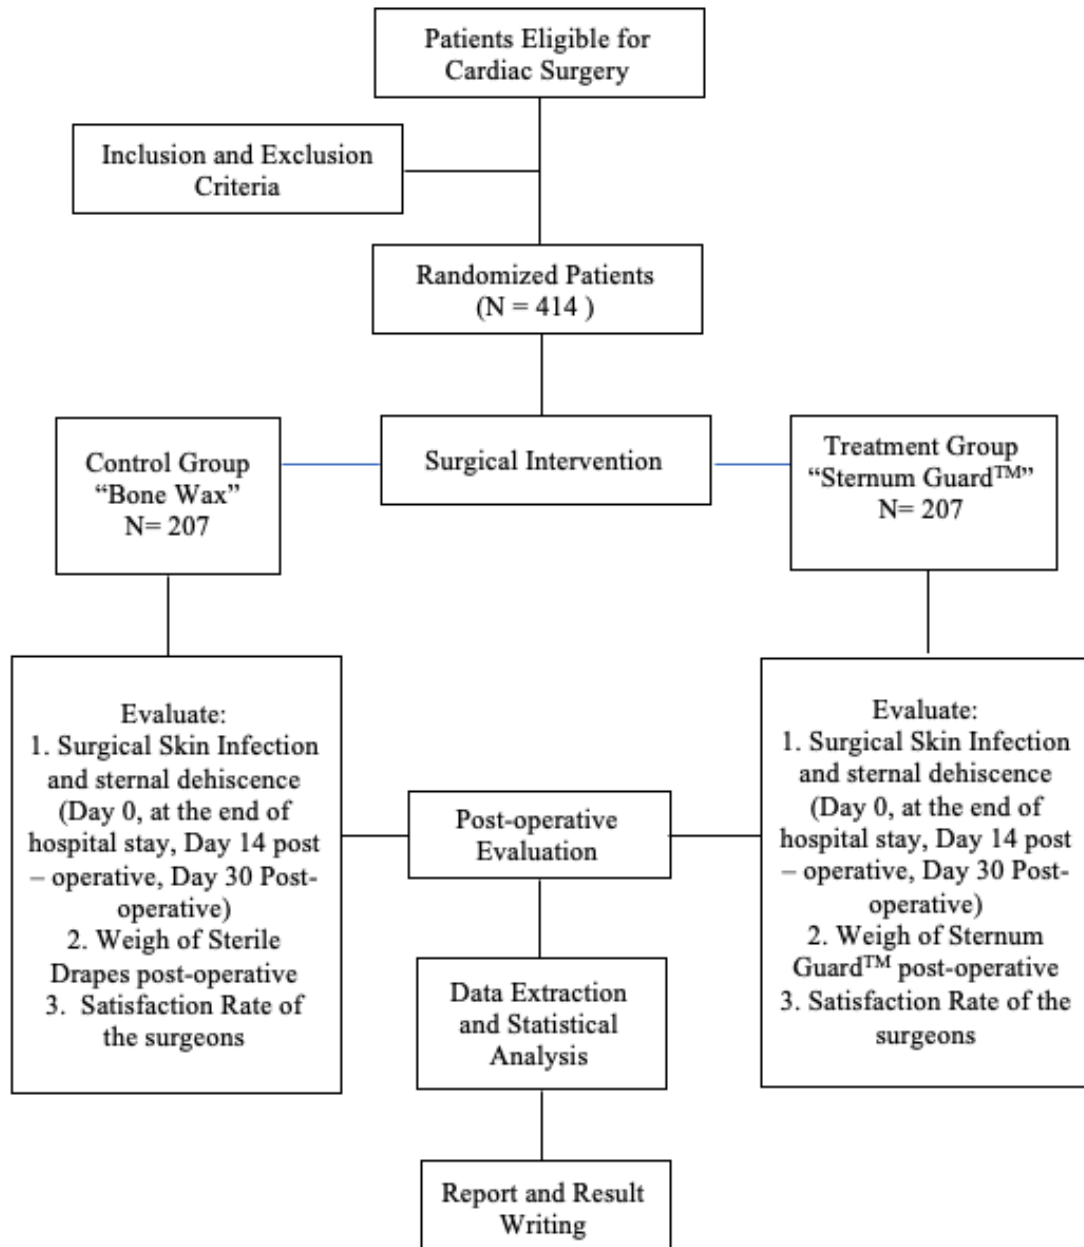 Patients Eligible for
Cardiac Surgery
Inclusion and Exclusion
Criteria
Randomized Patients
(N = 414 )
Control Group
“Bone Wax”
N= 207
Surgical Intervention
Treatment Group
“Sternum Guard™”
N= 207
Evaluate:
1. Surgical Skin Infection
and sternal dehiscence
(Day 0, at the end of
hospital stay, Day 14 post
– operative, Day 30 Post-
operative)
2. Weigh of Sterile
Drapes post-operative
3. Satisfaction Rate of
the surgeons
Post-operative
Evaluation
Evaluate:
1. Surgical Skin Infection
and sternal dehiscence
(Day 0, at the end of
hospital stay, Day 14 post
– operative, Day 30 Post-
operative)
2. Weigh of Sternum
Guard™ post-operative
3. Satisfaction Rate of the
surgeons
Data Extraction
and Statistical
Analysis
Report and Result
Writing